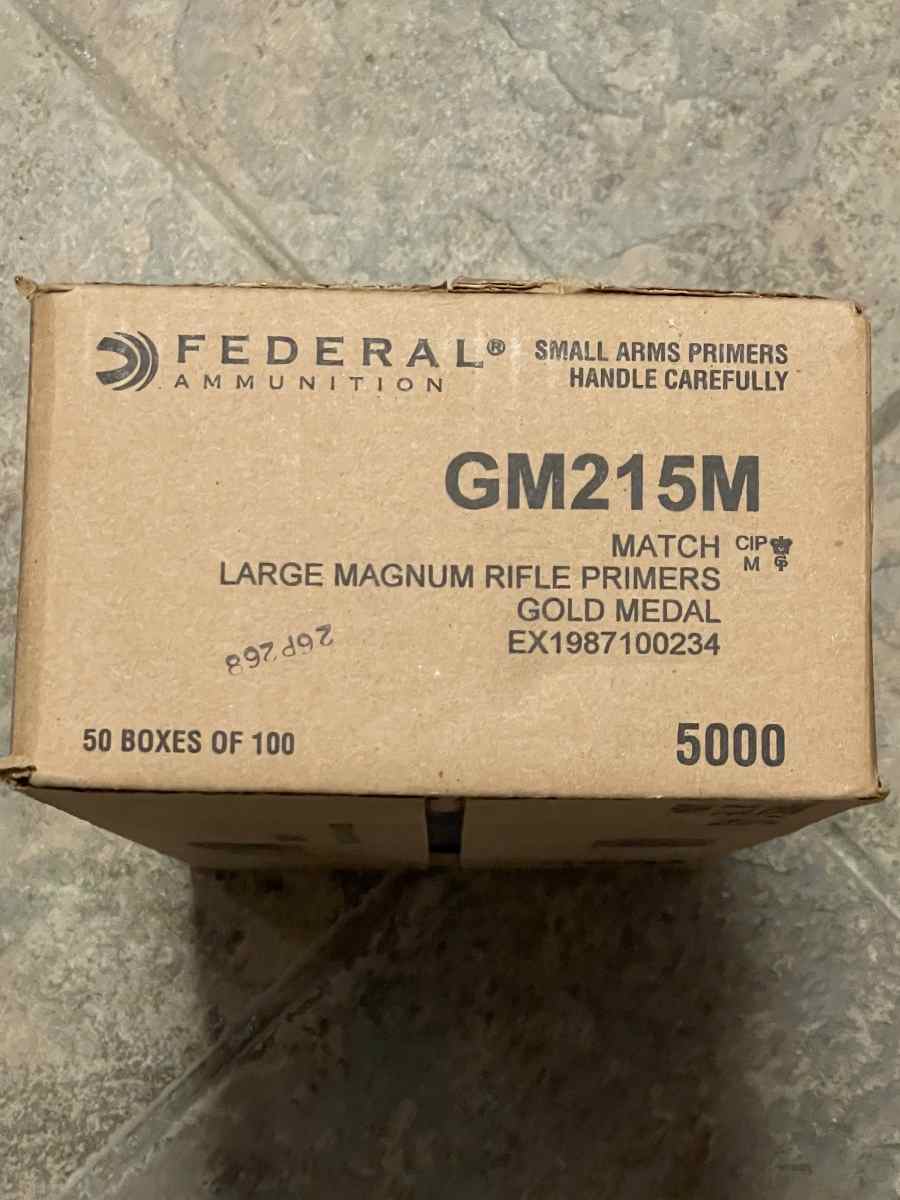 FEDERAL®
AMMUNITION
SMALL ARMS PRIMERS
HANDLE CAREFULLY
GM215M
MATCH
CIP
M GP
LARGE MAGNUM RIFLE PRIMERS
GOLD MEDAL
EX1987100234
26P268
50 BOXES OF 100
5000